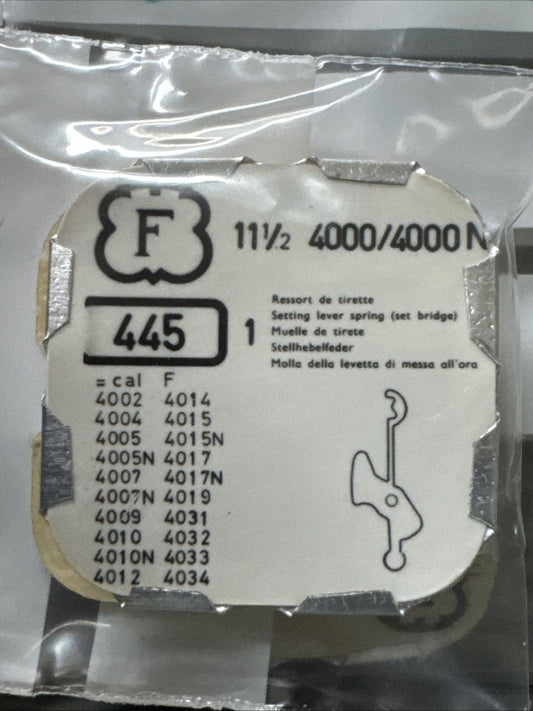 F
11½ 4000/4000N
445
1
Ressort de tirette
Setting lever spring (set bridge)
Muelle de tirete
Stellhebelfeder
Molla della levetta di messa all'ora
= cal F
4002 4014
4004 4015
4005 4015N
4005N 4017
4007 4017N
4007N 4019
4009 4031
4010 4032
4010N 4033
4012 4034